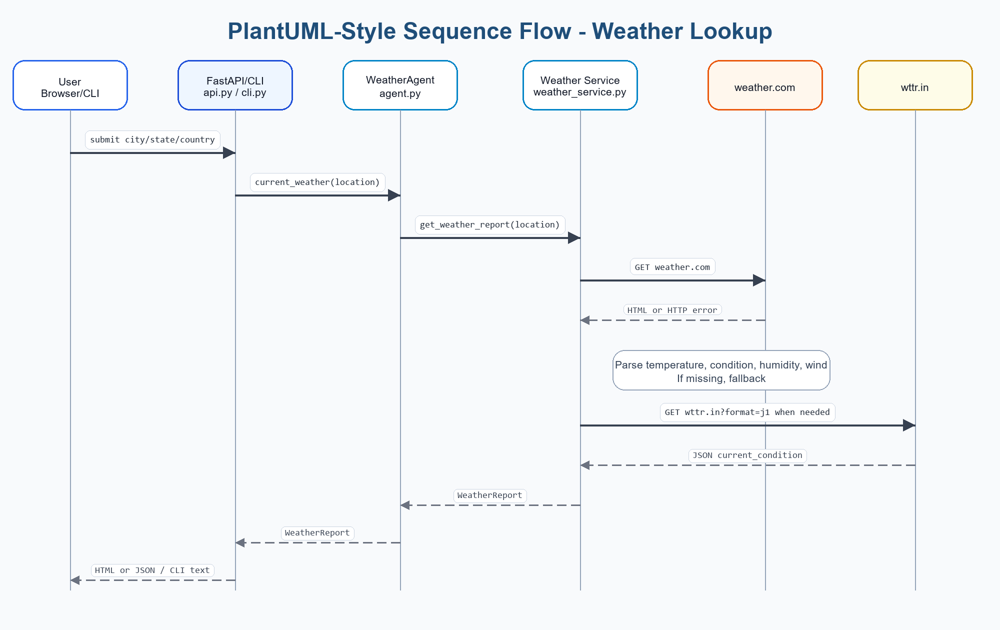 PlantUML-Style Sequence Flow - Weather Lookup
User
Browser/CLI
FastAPI/CLI
api.py / cli.py
WeatherAgent
agent.py
Weather Service
weather_service.py
weather.com
wttr.in
submit city/state/country
current_weather(location)
get_weather_report(location)
GET weather.com
HTML or HTTP error
Parse temperature, condition, humidity, wind
If missing, fallback
GET wttr.in?format=j1 when needed
JSON current_condition
WeatherReport
WeatherReport
HTML or JSON / CLI text